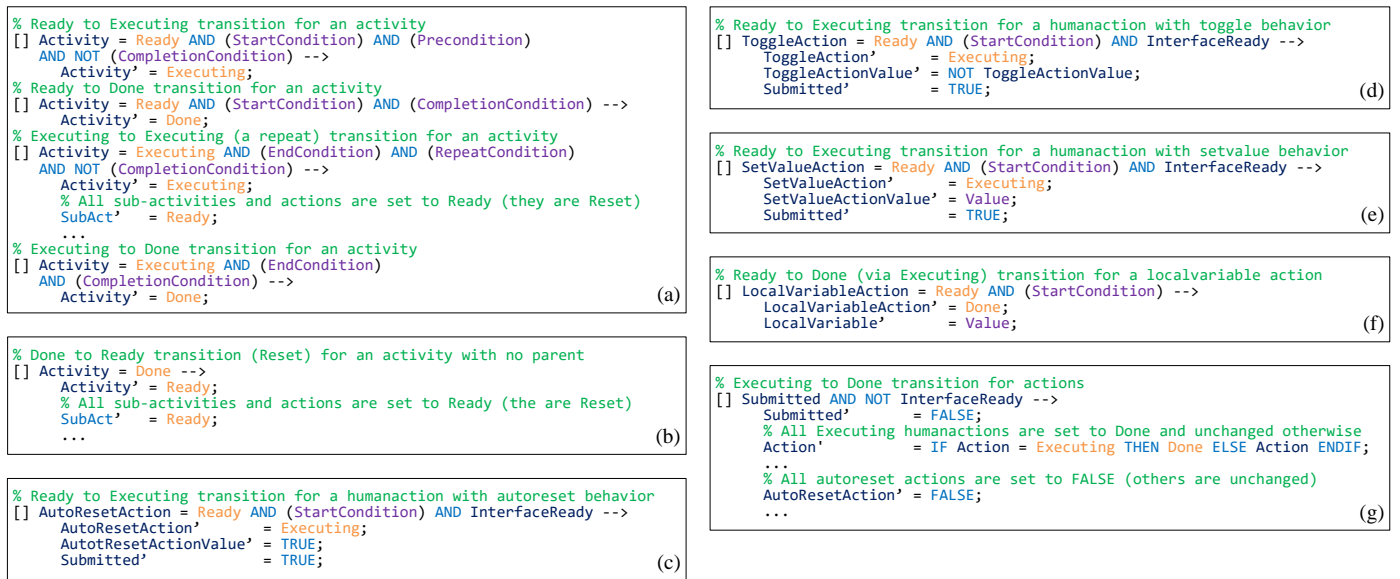 % Ready to Executing transition for an activity
[] Activity = Ready AND (StartCondition) AND (Precondition)
AND NOT (CompletionCondition) -->
Activity’ = Executing;
% Ready to Done transition for an activity
[] Activity = Ready AND (StartCondition) AND (CompletionCondition) -->
Activity’ = Done;
% Executing to Executing (a repeat) transition for an activity
[] Activity = Executing AND (EndCondition) AND (RepeatCondition)
AND NOT (CompletionCondition) -->
Activity’ = Executing;
% All sub-activities and actions are set to Ready (they are Reset)
SubAct’ = Ready;
...
% Executing to Done transition for an activity
[] Activity = Executing AND (EndCondition)
AND (CompletionCondition) -->
Activity’ = Done;
(a)
% Done to Ready transition (Reset) for an activity with no parent
[] Activity = Done -->
Activity’ = Ready;
% All sub-activities and actions are set to Ready (the are Reset)
SubAct’ = Ready;
...
(b)
% Ready to Executing transition for a humanaction with autoreset behavior
[] AutoResetAction = Ready AND (StartCondition) AND InterfaceReady -->
AutoResetAction’ = Executing;
AutotResetActionValue’ = TRUE;
Submitted’ = TRUE;
(c)
% Ready to Executing transition for a humanaction with toggle behavior
[] ToggleAction = Ready AND (StartCondition) AND InterfaceReady -->
ToggleAction’ = Executing;
ToggleActionValue’ = NOT ToggleActionValue;
Submitted’ = TRUE;
(d)
% Ready to Executing transition for a humanaction with setvalue behavior
[] SetValueAction = Ready AND (StartCondition) AND InterfaceReady -->
SetValueAction’ = Executing;
SetValueActionValue’ = Value;
Submitted’ = TRUE;
(e)
% Ready to Done (via Executing) transition for a localvariable action
[] LocalVariableAction = Ready AND (StartCondition) -->
LocalVariableAction’ = Done;
LocalVariable’ = Value;
(f)
% Executing to Done transition for actions
[] Submitted AND NOT InterfaceReady -->
Submitted’ = FALSE;
% All Executing humanactions are set to Done and unchanged otherwise
Action' = IF Action = Executing THEN Done ELSE Action ENDIF;
...
% All autoreset actions are set to FALSE (others are unchanged)
AutoResetAction’ = FALSE;
...
(g)